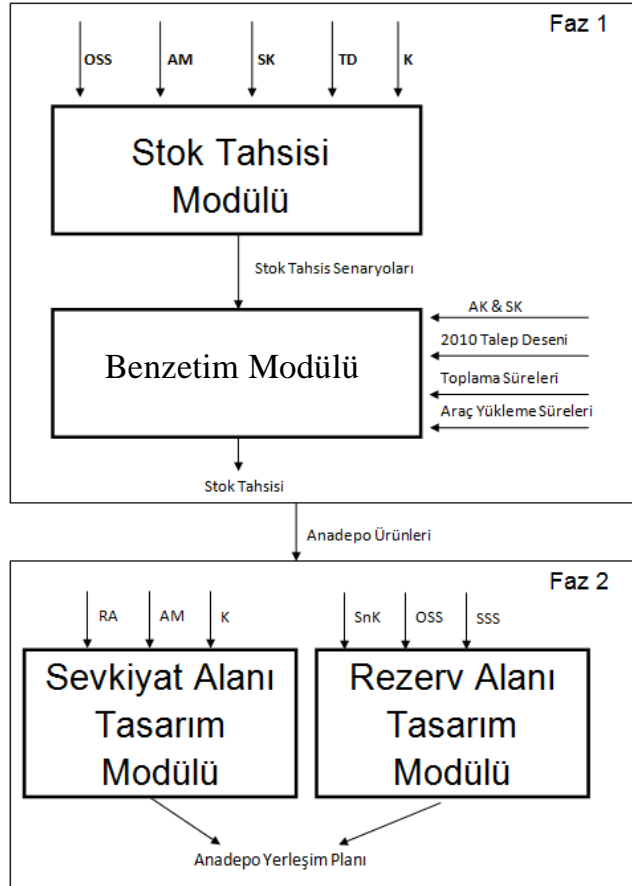 Faz 1
OSS AM SK TD K
Stok Tahsisi
Modülü
Stok Tahsis Senaryoları
Benzetim Modülü
AK & SK
2010 Talep Deseni
Toplama Süreleri
Araç Yükleme Süreleri
Stok Tahsisi
Anadepo Ürünleri
Faz 2
RA AM K
SnK OSS SSS
Sevkiyat Alanı
Tasarım
Modülü
Rezerv Alanı
Tasarım
Modülü
Anadepo Yerleşim Planı